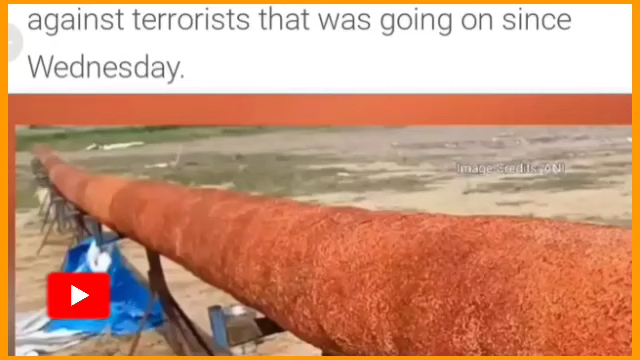 against terrorists that was going on since
Wednesday.
Image Credits: ANI